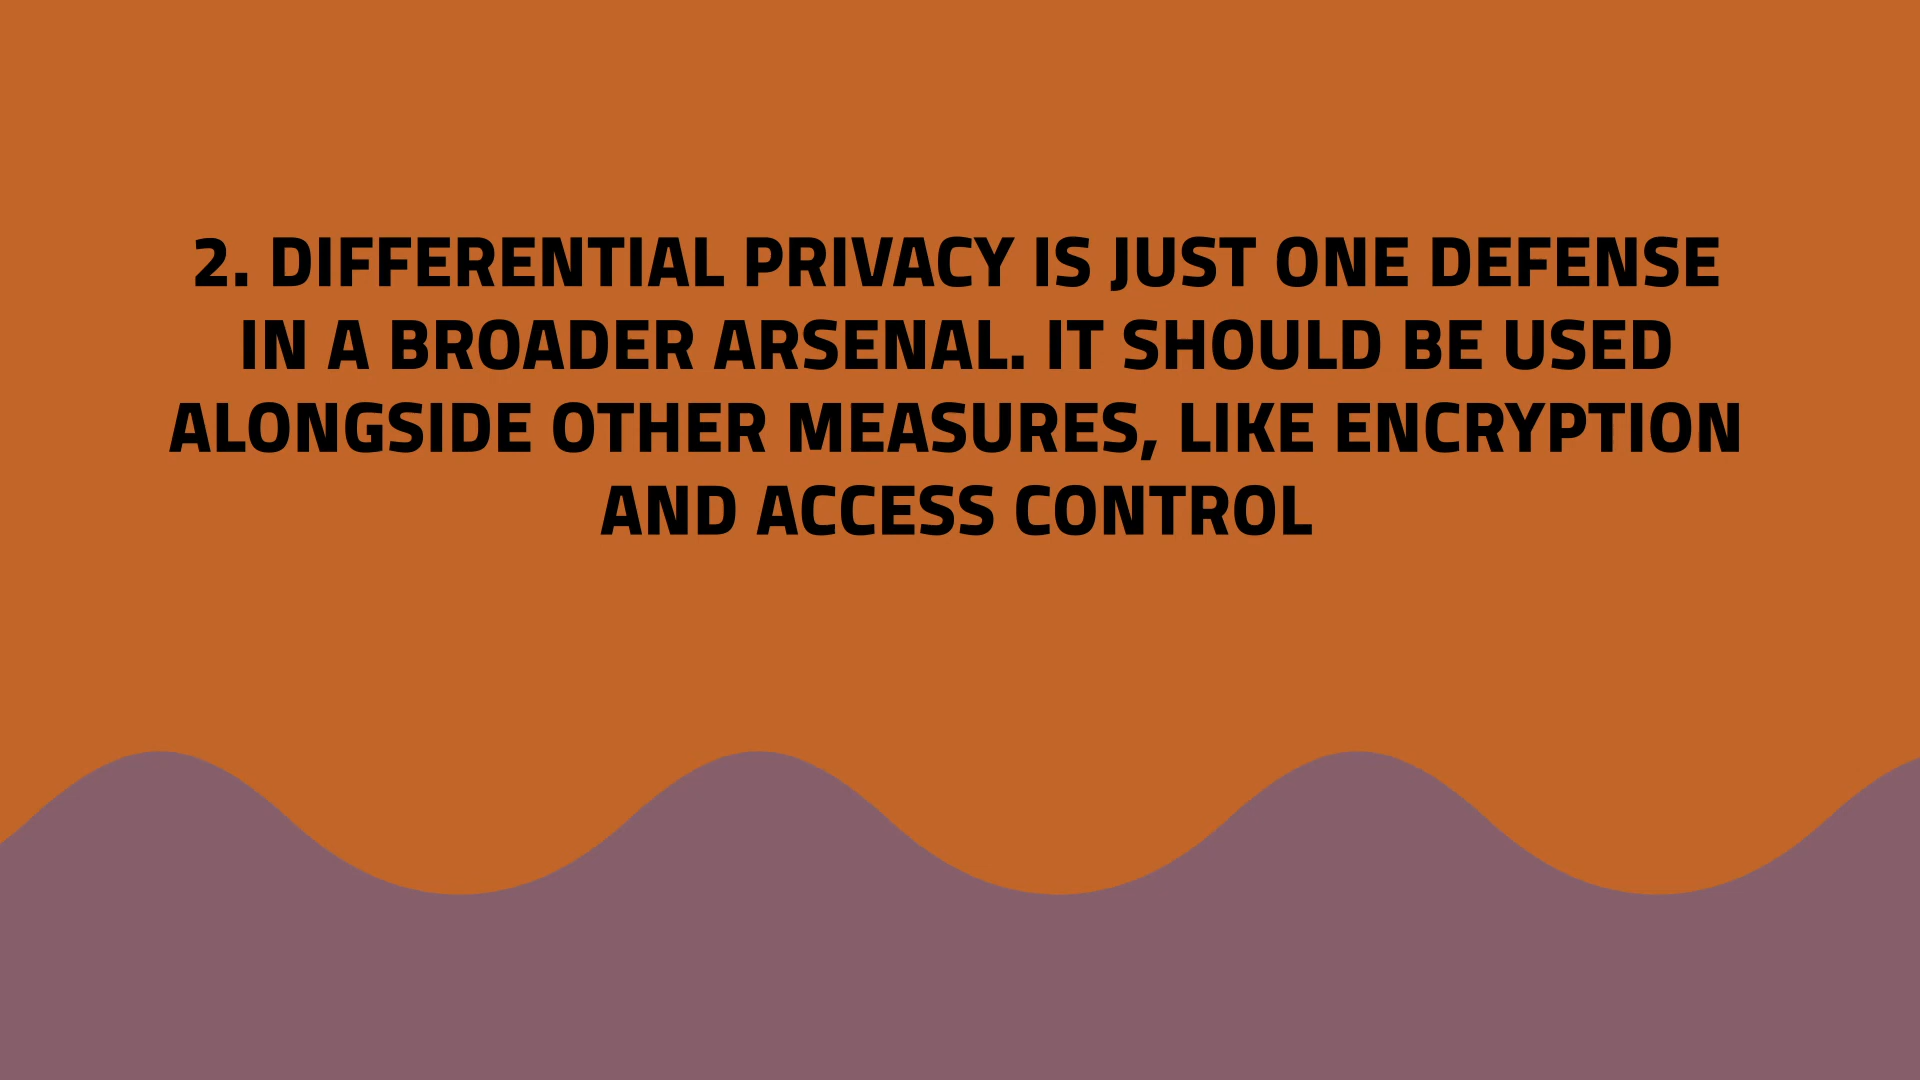 2. DIFFERENTIAL PRIVACY IS JUST ONE DEFENSE
IN A BROADER ARSENAL. IT SHOULD BE USED
ALONGSIDE OTHER MEASURES, LIKE ENCRYPTION
AND ACCESS CONTROL